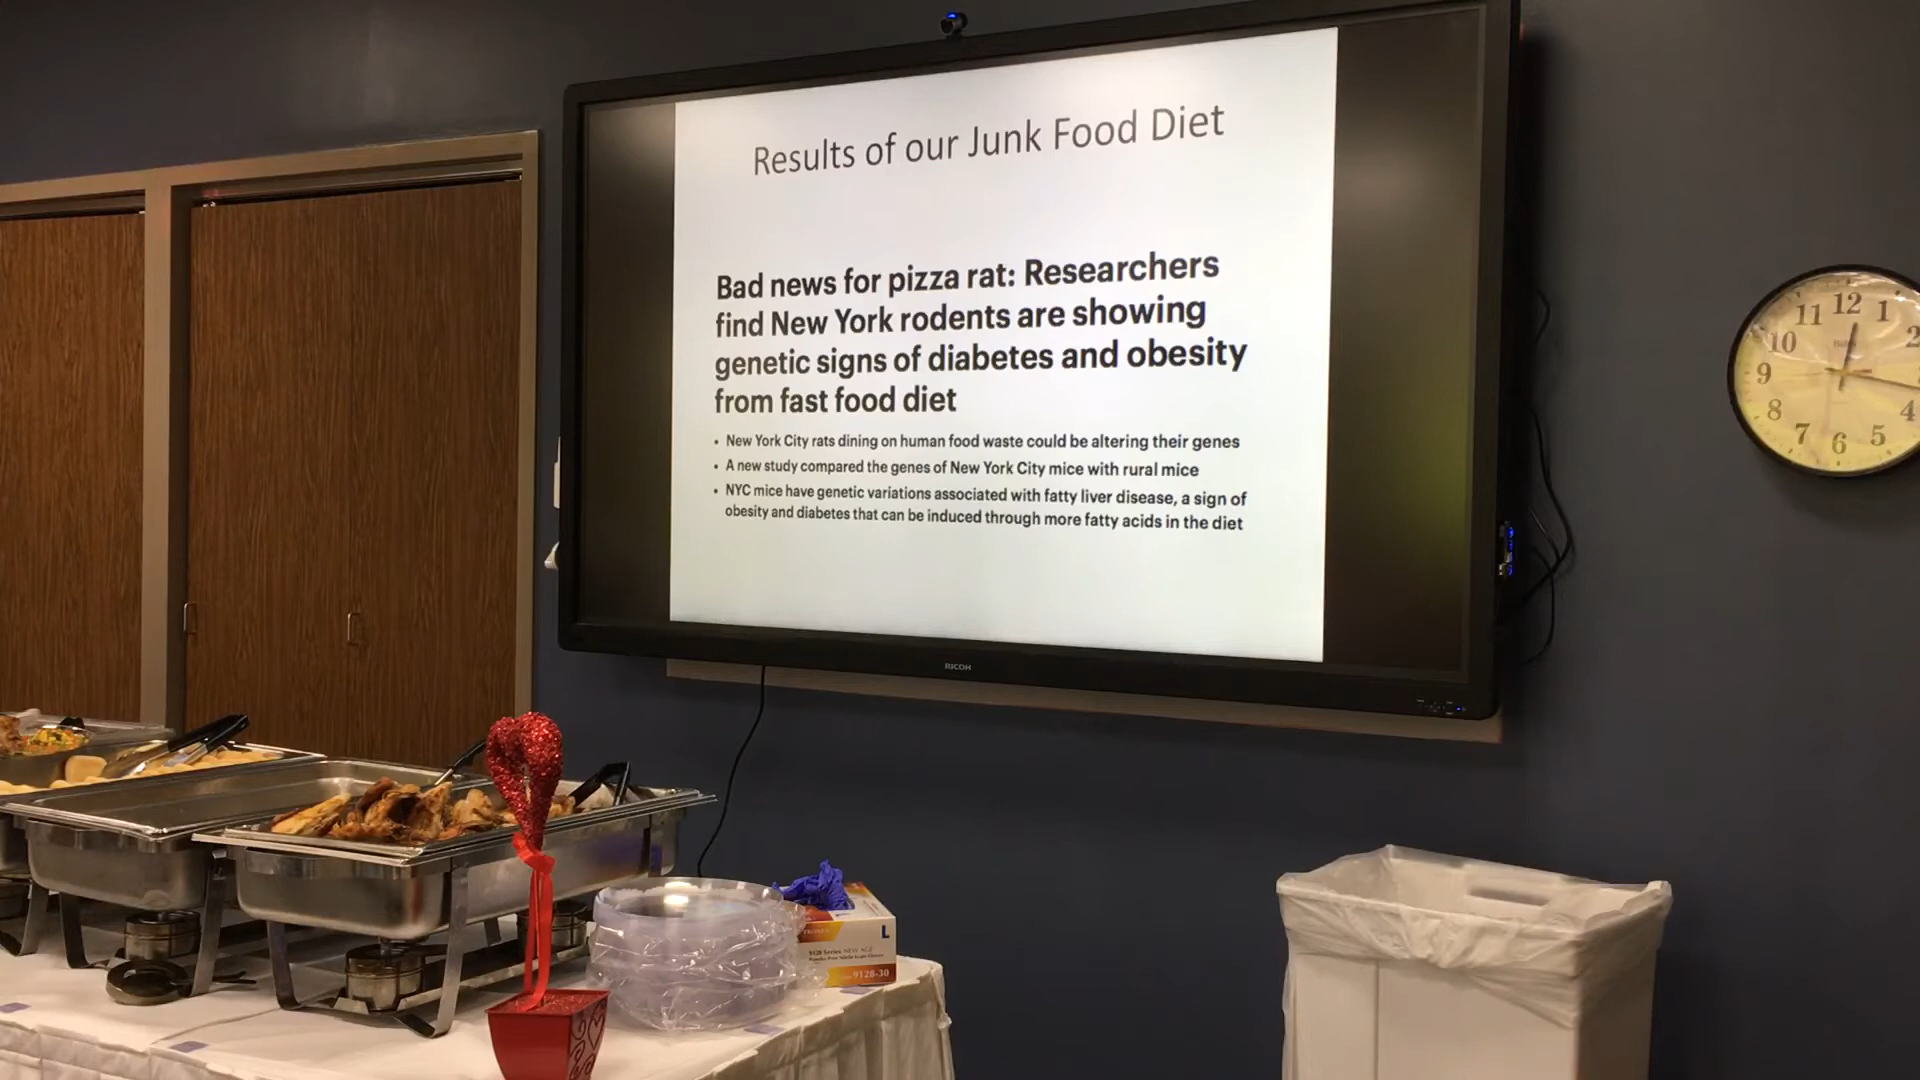 Results of our Junk Food Diet
Bad news for pizza rat: Researchers
find New York rodents are showing
genetic signs of diabetes and obesity
from fast food diet
• New York City rats dining on human food waste could be altering their genes
• A new study compared the genes of New York City mice with rural mice
• NYC mice have genetic variations associated with fatty liver disease, a sign of
obesity and diabetes that can be induced through more fatty acids in the diet
RICOH
12
11 1
10 2
9
8 4
7 5
6
L
9128-30